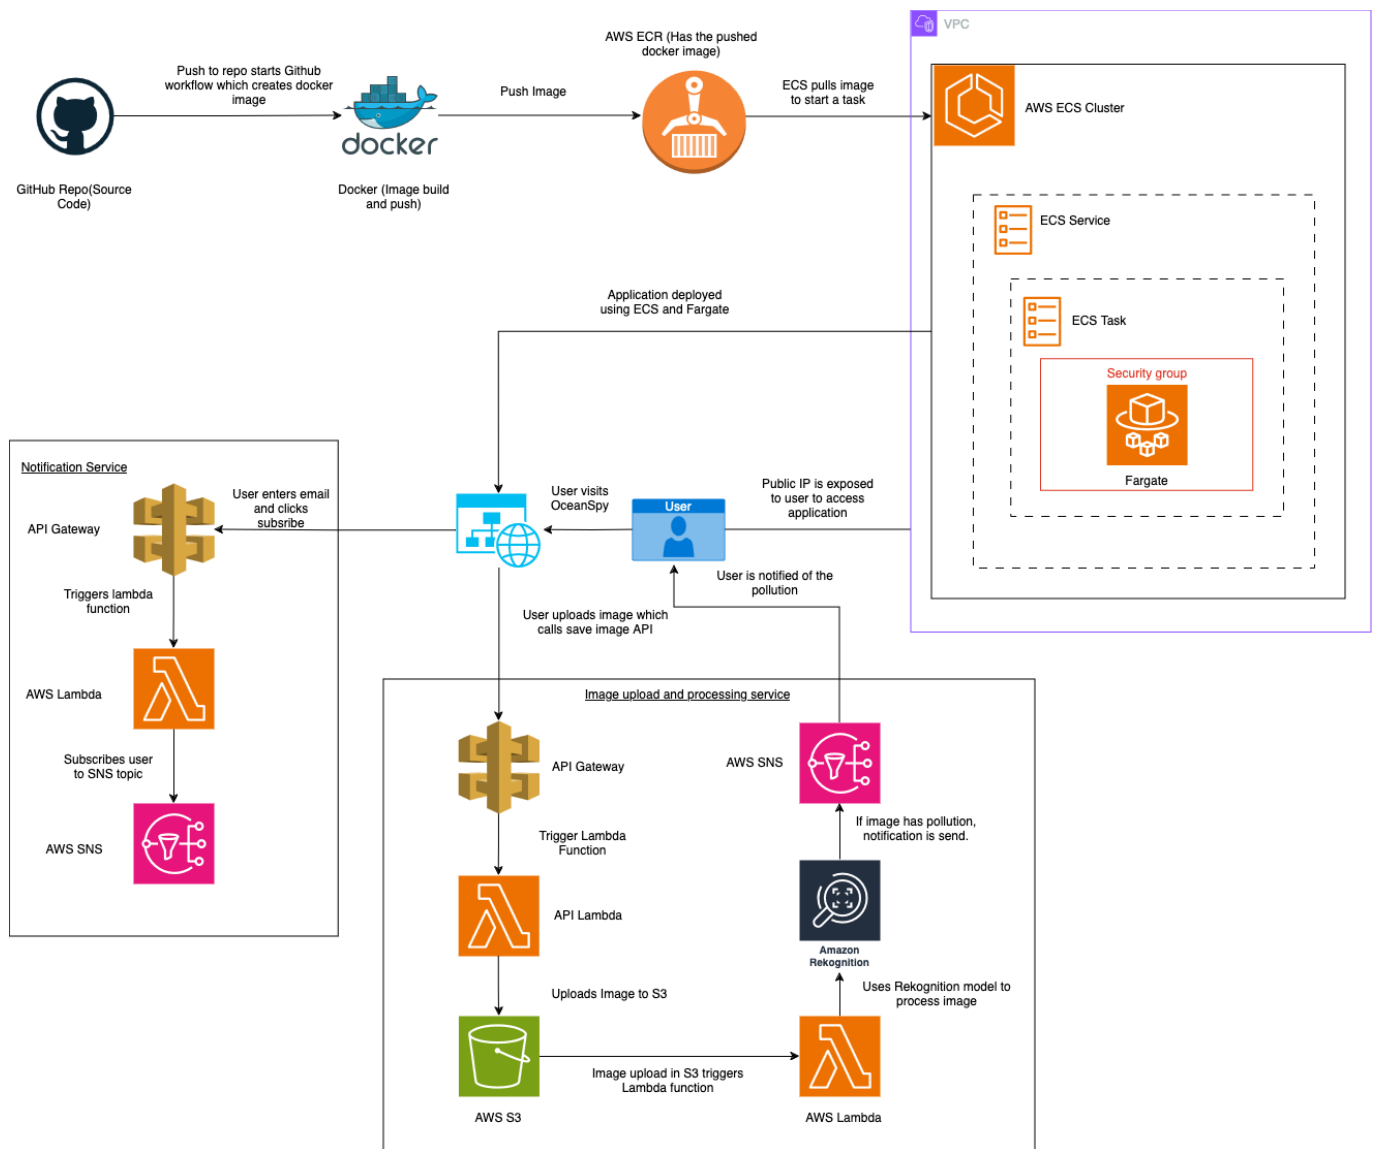 VPC
AWS ECR (Has the pushed
docker image)
Push to repo starts Github
workflow which creates docker
image
Push Image
ECS pulls image
to start a task
AWS ECS Cluster
docker
GitHub Repo(Source
Code)
Docker (Image build
and push)
ECS Service
Application deployed
using ECS and Fargate
ECS Task
Security group
Fargate
Notification Service
User enters email
and clicks
subsribe
API Gateway
User visits
OceanSpy
User
Public IP is exposed
to user to access
application
Triggers lambda
function
User is notified of the
pollution
User uploads image which
calls save image API
AWS Lambda
Subscribes user
to SNS topic
AWS SNS
Image upload and processing service
API Gateway
AWS SNS
Trigger Lambda
Function
If image has pollution,
notification is send.
API Lambda
Amazon
Rekognition
Uploads Image to S3
Uses Rekognition model to
process image
Image upload in S3 triggers
Lambda function
AWS S3
AWS Lambda